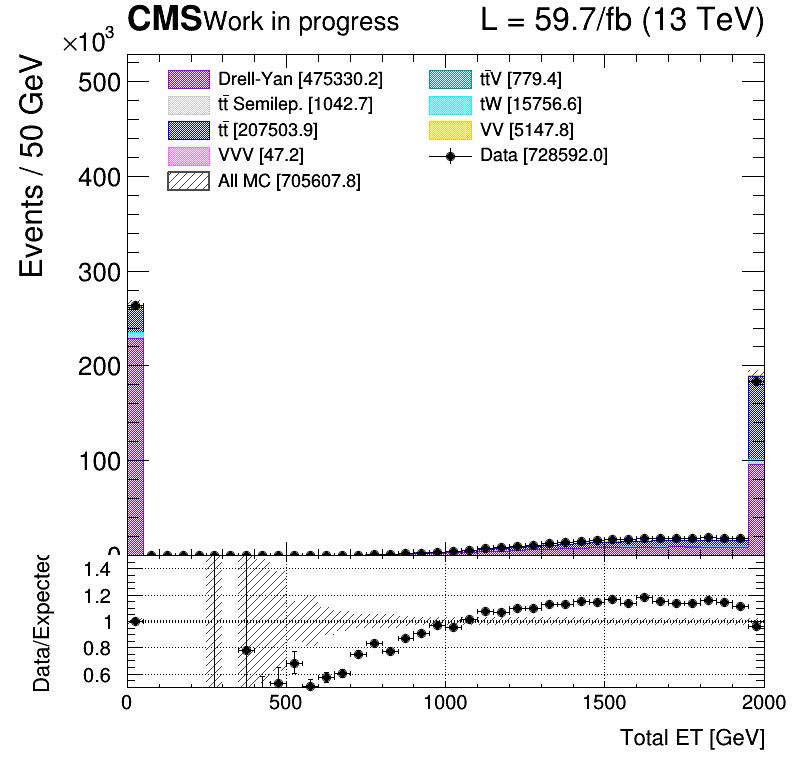 CMS Work in progress L = 59.7/fb (13 TeV)
×10³
Events / 50 GeV
500
400
300
200
100
0
Drell-Yan [475330.2]
tt̄ Semilep. [1042.7]
tt̄ [207503.9]
VVV [47.2]
All MC [705607.8]
tt̄V [779.4]
tW [15756.6]
VV [5147.8]
Data [728592.0]
Data/Expected
1.4
1.2
1
0.8
0.6
0 500 1000 1500 2000
Total ET [GeV]